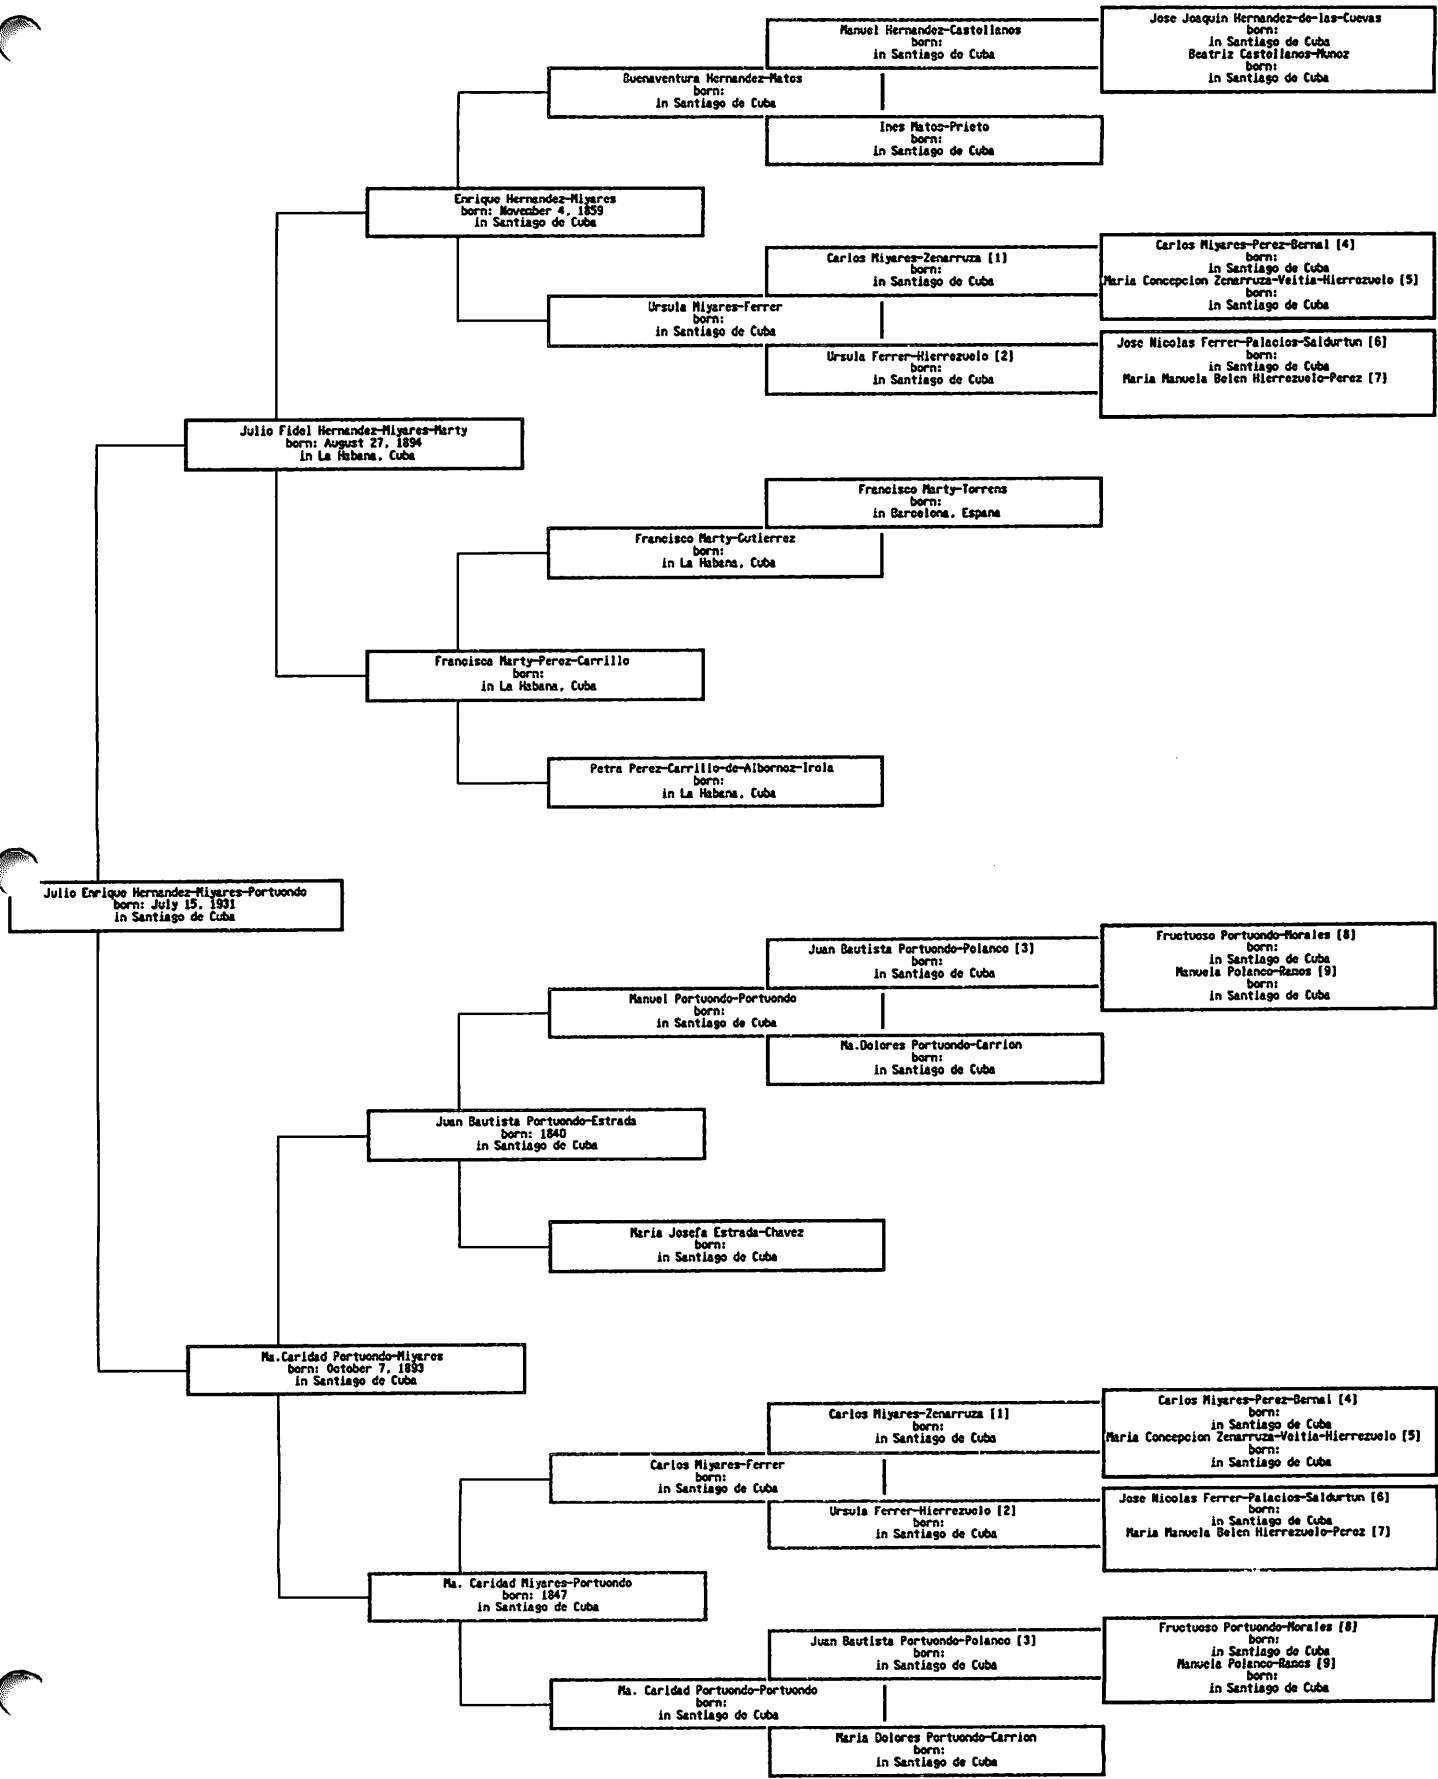 Manuel Hernandez-Castellanos
born:
in Santiago de Cuba
Jose Joaquin Hernandez-de-las-Cuevas
born:
in Santiago de Cuba
Beatriz Castellanos-Munoz
born:
in Santiago de Cuba
Buenaventura Hernandez-Matos
born:
in Santiago de Cuba
Ines Matos-Prieto
born:
in Santiago de Cuba
Enrique Hernandez-Miyares
born: November 4, 1859
in Santiago de Cuba
Carlos Miyares-Zenarruza [1]
born:
in Santiago de Cuba
Carlos Miyares-Perez-Bernal [4]
born:
in Santiago de Cuba
Maria Concepcion Zenarruza-Veitia-Hierrezuelo [5]
born:
in Santiago de Cuba
Ursula Miyares-Ferrer
born:
in Santiago de Cuba
Ursula Ferrer-Hierrezuelo [2]
born:
in Santiago de Cuba
Jose Nicolas Ferrer-Palacios-Saldurtun [6]
born:
in Santiago de Cuba
Maria Manuela Belen Hierrezuelo-Perez [7]
Julio Fidel Hernandez-Miyares-Marty
born: August 27, 1894
in La Habana, Cuba
Francisco Marty-Torrens
born:
in Barcelona, Espana
Francisco Marty-Gutierrez
born:
in La Habana, Cuba
Francisca Marty-Perez-Carrillo
born:
in La Habana, Cuba
Petra Perez-Carrillo-de-Albornoz-Irola
born:
in La Habana, Cuba
Julio Enrique Hernandez-Miyares-Portuondo
born: July 15, 1931
in Santiago de Cuba
Juan Bautista Portuondo-Polanco [3]
born:
in Santiago de Cuba
Fructuoso Portuondo-Morales [8]
born:
in Santiago de Cuba
Manuela Polanco-Ramos [9]
born:
in Santiago de Cuba
Manuel Portuondo-Portuondo
born:
in Santiago de Cuba
Ma.Dolores Portuondo-Carrion
born:
in Santiago de Cuba
Juan Bautista Portuondo-Estrada
born: 1840
in Santiago de Cuba
Maria Josefa Estrada-Chavez
born:
in Santiago de Cuba
Ma.Caridad Portuondo-Miyares
born: October 7, 1893
in Santiago de Cuba
Carlos Miyares-Zenarruza [1]
born:
in Santiago de Cuba
Carlos Miyares-Perez-Bernal [4]
born:
in Santiago de Cuba
Maria Concepcion Zenarruza-Veitia-Hierrezuelo [5]
born:
in Santiago de Cuba
Carlos Miyares-Ferrer
born:
in Santiago de Cuba
Ursula Ferrer-Hierrezuelo [2]
born:
in Santiago de Cuba
Jose Nicolas Ferrer-Palacios-Saldurtun [6]
born:
in Santiago de Cuba
Maria Manuela Belen Hierrezuelo-Perez [7]
Ma. Caridad Miyares-Portuondo
born: 1847
in Santiago de Cuba
Juan Bautista Portuondo-Polanco [3]
born:
in Santiago de Cuba
Fructuoso Portuondo-Morales [8]
born:
in Santiago de Cuba
Manuela Polanco-Ramos [9]
born:
in Santiago de Cuba
Ma. Caridad Portuondo-Portuondo
born:
in Santiago de Cuba
Maria Dolores Portuondo-Carrion
born:
in Santiago de Cuba